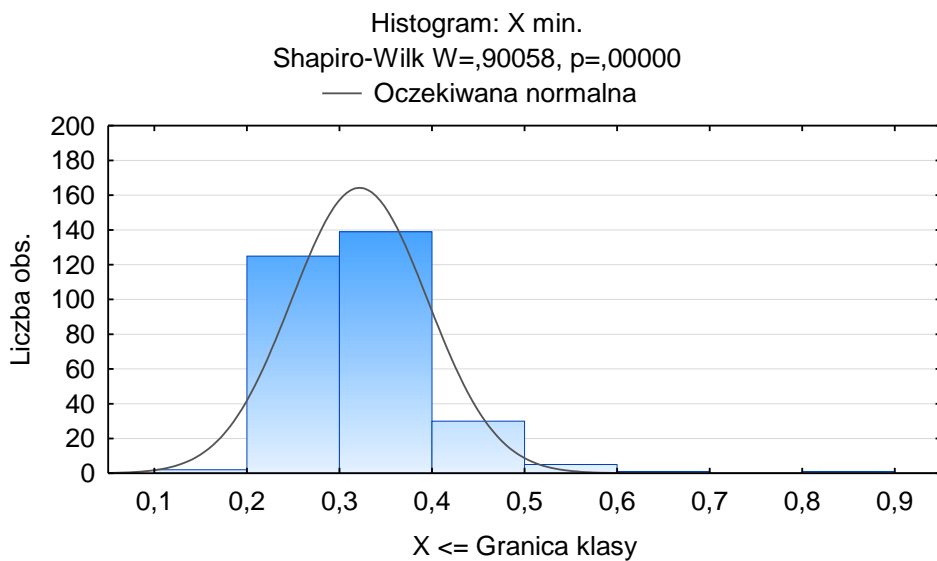 Histogram: X min.
Shapiro-Wilk W=,90058, p=,00000
Oczekiwana normalna
200
180
160
140
120
100
80
60
40
20
0
Liczba obs.
0,1 0,2 0,3 0,4 0,5 0,6 0,7 0,8 0,9
X <= Granica klasy